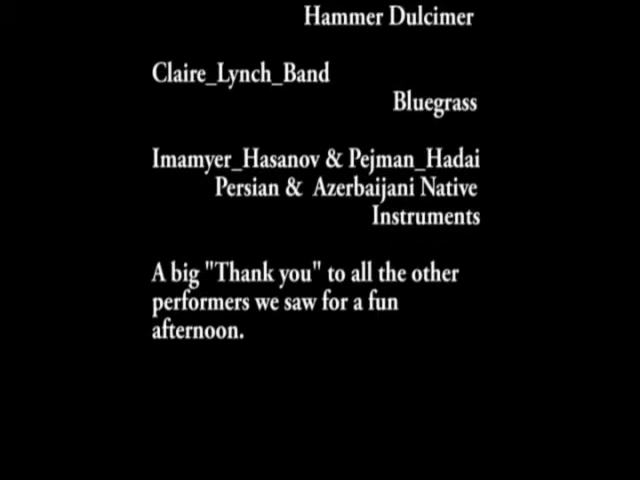 Hammer Dulcimer
Claire_Lynch_Band
Bluegrass
Imamyer_Hasanov & Pejman_Hadai
Persian & Azerbaijani Native
Instruments
A big "Thank you" to all the other
performers we saw for a fun
afternoon.